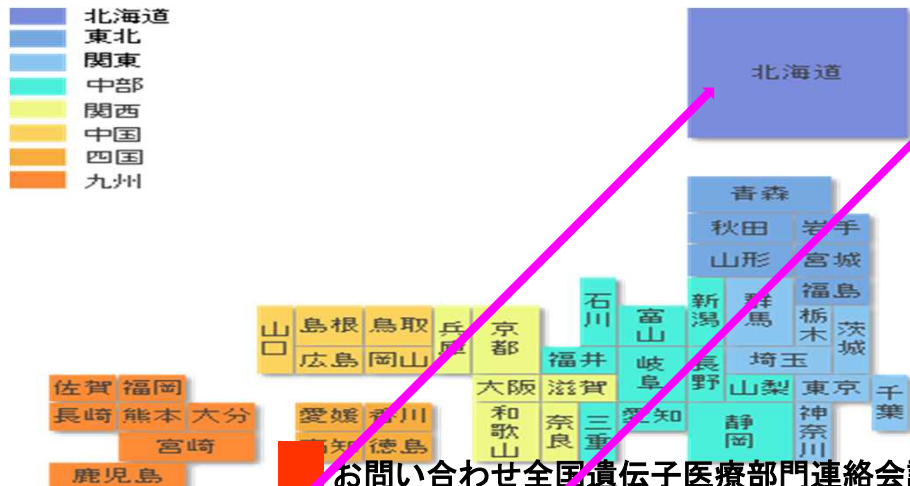 北海道
東北
関東
中部
関西
中国
四国
九州
北海道
青森
秋田 岩手
山形 宮城
福島
石川 富山 新潟 群馬 栃木 茨城
山口 島根 鳥取 兵庫 京都
広島 岡山 福井 岐阜 長野 埼玉
佐賀 福岡 大阪 滋賀 山梨 東京 千葉
長崎 熊本 大分 愛媛 香川 和歌山 奈良 三重 愛知 静岡 神奈川
宮崎 高知 徳島
鹿児島
お問い合わせ全国遺伝子医療部門連絡会